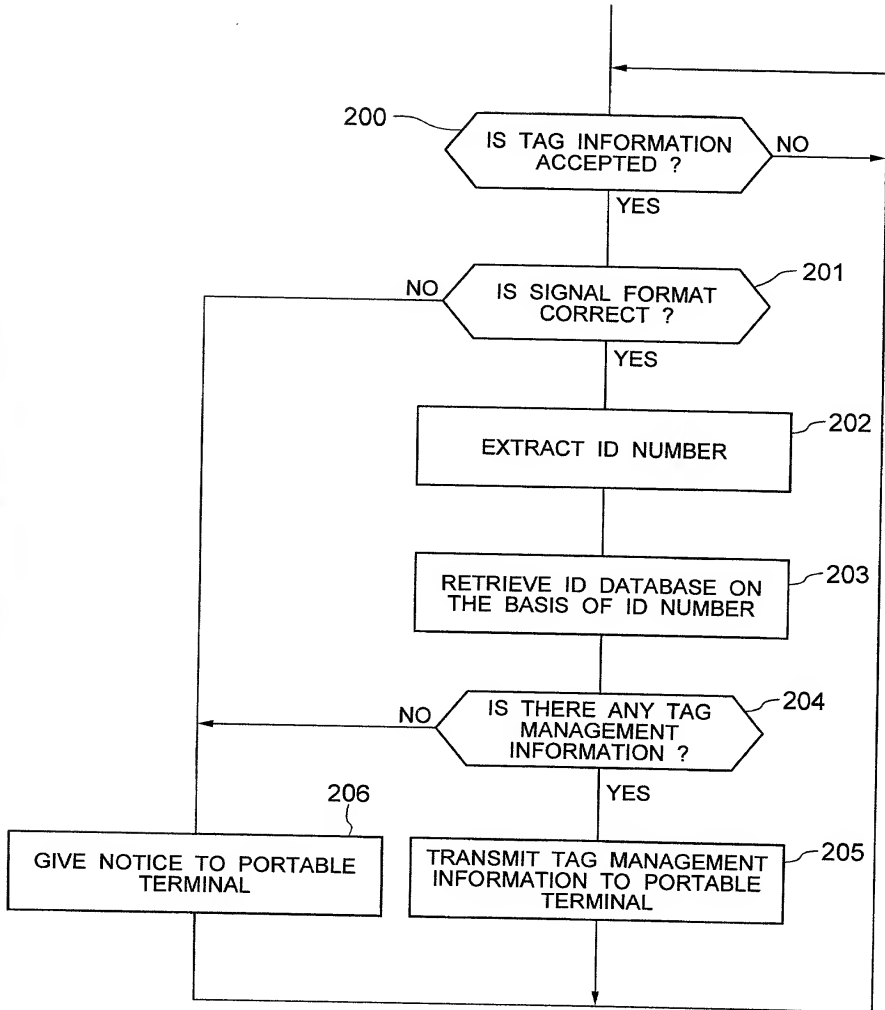 200
IS TAG INFORMATION
ACCEPTED ?
NO
YES
201
NO
IS SIGNAL FORMAT
CORRECT ?
YES
202
EXTRACT ID NUMBER
203
RETRIEVE ID DATABASE ON
THE BASIS OF ID NUMBER
204
NO
IS THERE ANY TAG
MANAGEMENT
INFORMATION ?
YES
206
GIVE NOTICE TO PORTABLE
TERMINAL
205
TRANSMIT TAG MANAGEMENT
INFORMATION TO PORTABLE
TERMINAL